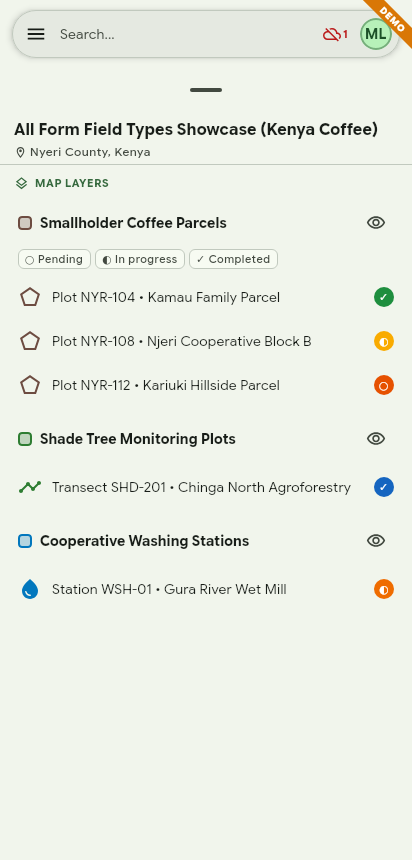 DEMO
Search...
1
ML
All Form Field Types Showcase (Kenya Coffee)
Nyeri County, Kenya
MAP LAYERS
Smallholder Coffee Parcels
○ Pending
◐ In progress
✓ Completed
Plot NYR-104 • Kamau Family Parcel
Plot NYR-108 • Njeri Cooperative Block B
Plot NYR-112 • Kariuki Hillside Parcel
Shade Tree Monitoring Plots
Transect SHD-201 • Chinga North Agroforestry
Cooperative Washing Stations
Station WSH-01 • Gura River Wet Mill